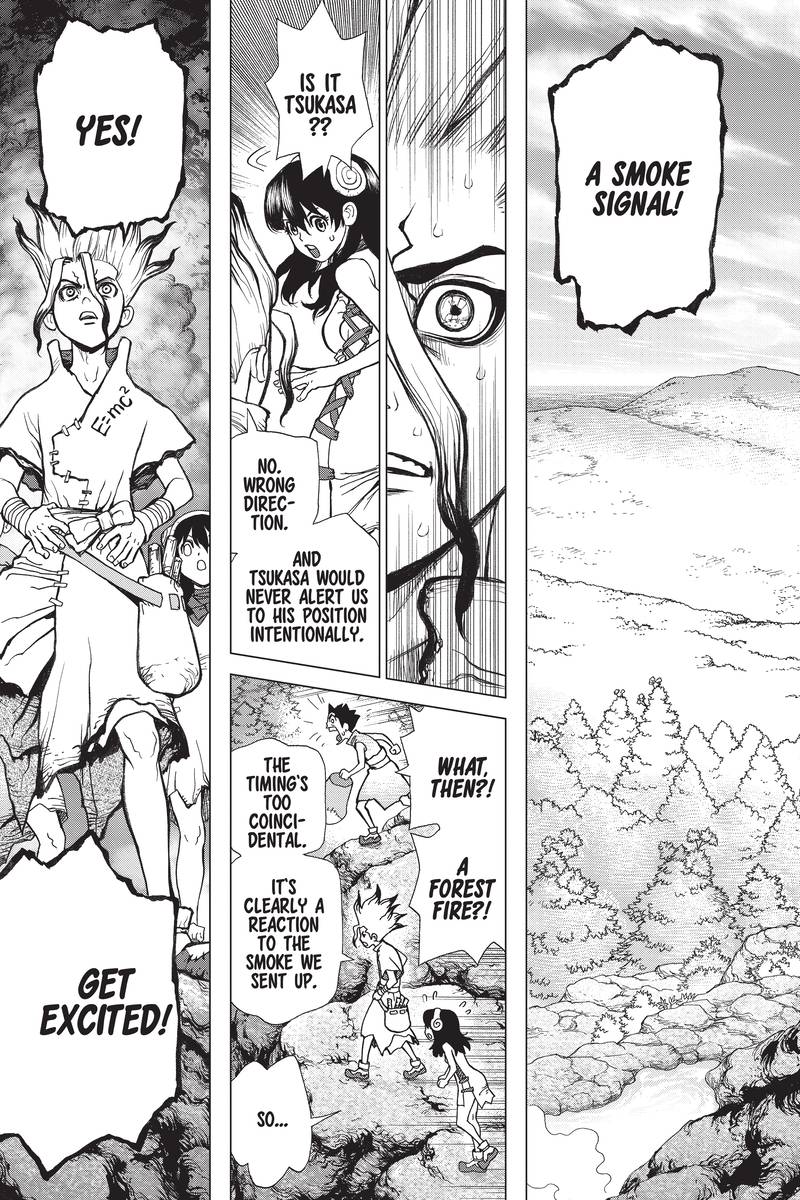 A SMOKE
SIGNAL!
IS IT
TSUKASA
??
NO.
WRONG
DIREC-
TION.
AND
TSUKASA WOULD
NEVER ALERT US
TO HIS POSITION
INTENTIONALLY.
WHAT,
THEN?!
A
FOREST
FIRE?!
THE
TIMING'S
TOO
COINCI-
DENTAL.
IT'S
CLEARLY A
REACTION
TO THE
SMOKE WE
SENT UP.
SO...
YES!
E=mc²
GET
EXCITED!